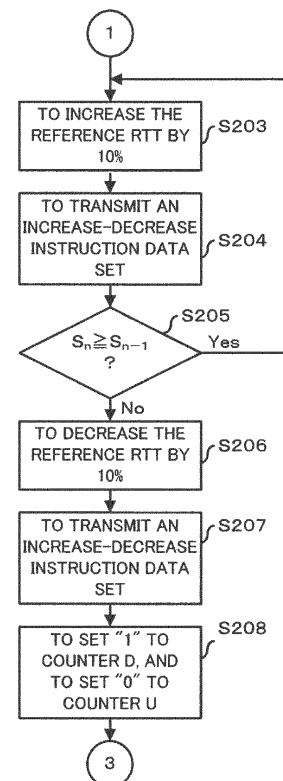 1
TO INCREASE THE
REFERENCE RTT BY
10%
S203
TO TRANSMIT AN
INCREASE-DECREASE
INSTRUCTION DATA
SET
S204
S205
Sn≧Sn−1
?
Yes
No
TO DECREASE THE
REFERENCE RTT BY
10%
S206
TO TRANSMIT AN
INCREASE-DECREASE
INSTRUCTION DATA
SET
S207
TO SET "1" TO
COUNTER D, AND
TO SET "0" TO
COUNTER U
S208
3